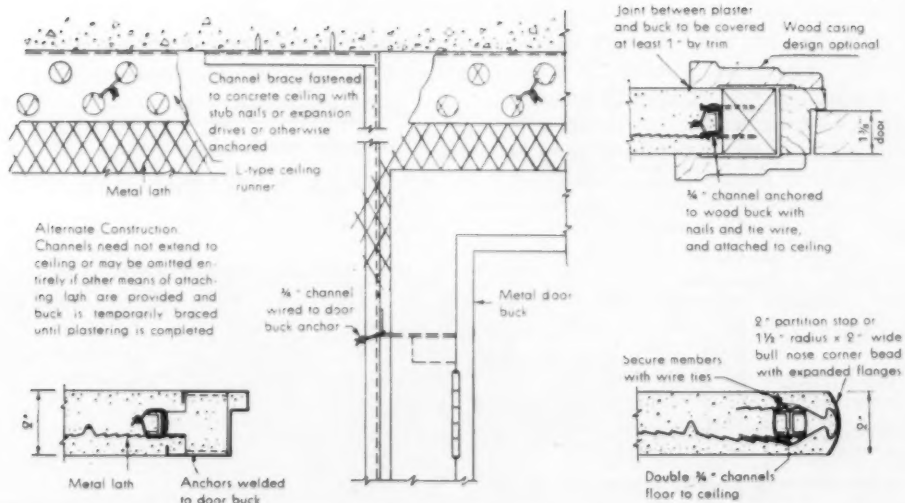 Channel brace fastened
to concrete ceiling with
stub nails or expansion
drives or otherwise
anchored
L-type ceiling
runner
Metal lath
Alternate Construction
Channels need not extend to
ceiling or may be omitted en-
tirely if other means of attach-
ing lath are provided and
buck is temporarily braced
until plastering is completed
¾" channel
wired to door
buck anchor
Metal door
buck
2"
Metal lath
Anchors welded
to door buck
Joint between plaster
and buck to be covered
at least 1" by trim
Wood casing
design optional
1⅜"
door
¾" channel anchored
to wood buck with
nails and tie wire,
and attached to ceiling
2" partition stop or
1½" radius x 2" wide
bull nose corner bead
with expanded flanges
Secure members
with wire ties
2"
Double ¾" channels
floor to ceiling